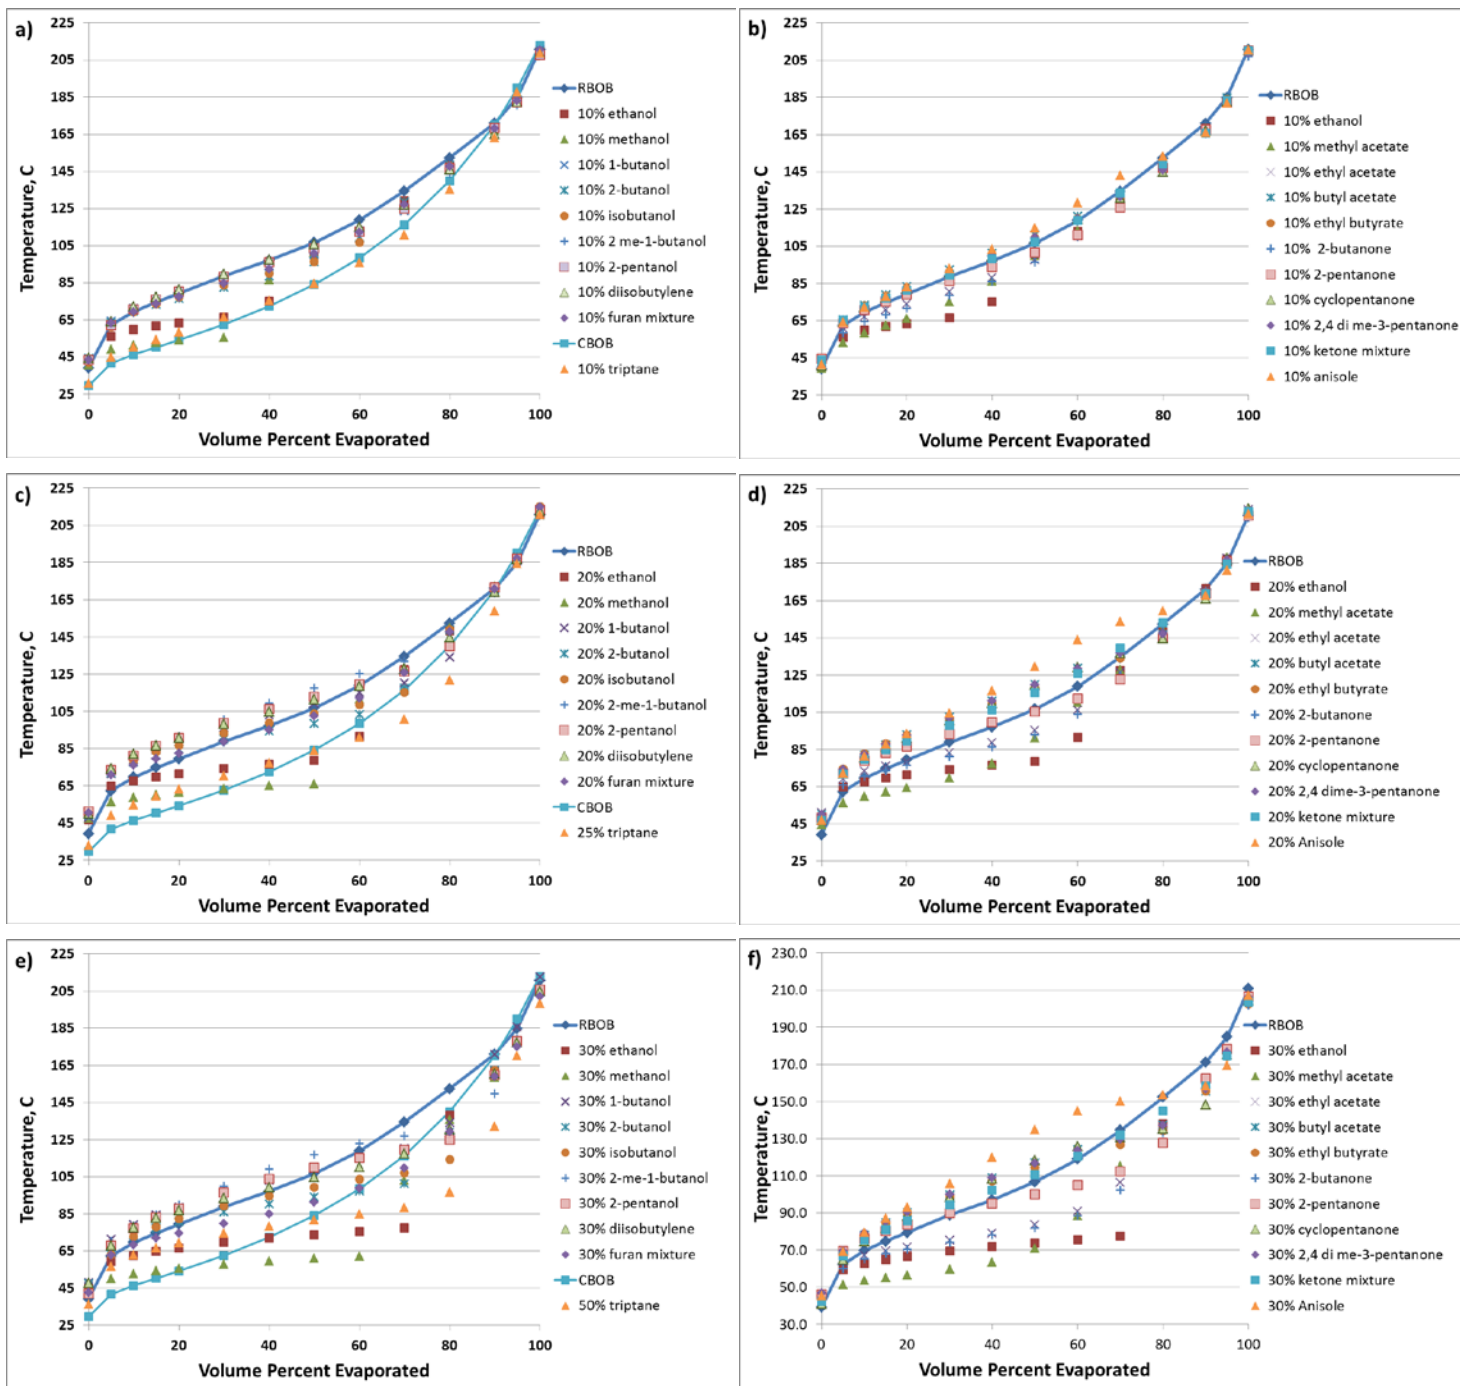 a)
225
205
185
165
145
125
105
85
65
45
25
Temperature, C
0
20
40
60
80
100
Volume Percent Evaporated
RBOB
10% ethanol
10% methanol
10% 1-butanol
10% 2-butanol
10% isobutanol
10% 2 me-1-butanol
10% 2-pentanol
10% diisobutylene
10% furan mixture
CBOB
10% triptane
b)
225
205
185
165
145
125
105
85
65
45
25
Temperature, C
0
20
40
60
80
100
Volume Percent Evaporated
RBOB
10% ethanol
10% methyl acetate
10% ethyl acetate
10% butyl acetate
10% ethyl butyrate
10% 2-butanone
10% 2-pentanone
10% cyclopentanone
10% 2,4 di me-3-pentanone
10% ketone mixture
10% anisole
c)
225
205
185
165
145
125
105
85
65
45
25
Temperature, C
0
20
40
60
80
100
Volume Percent Evaporated
RBOB
20% ethanol
20% methanol
20% 1-butanol
20% 2-butanol
20% isobutanol
20% 2-me-1-butanol
20% 2-pentanol
20% diisobutylene
20% furan mixture
CBOB
25% triptane
d)
225
205
185
165
145
125
105
85
65
45
25
Temperature, C
0
20
40
60
80
100
Volume Percent Evaporated
RBOB
20% ethanol
20% methyl acetate
20% ethyl acetate
20% butyl acetate
20% ethyl butyrate
20% 2-butanone
20% 2-pentanone
20% cyclopentanone
20% 2,4 dime-3-pentanone
20% ketone mixture
20% Anisole
e)
225
205
185
165
145
125
105
85
65
45
25
Temperature, C
0
20
40
60
80
100
Volume Percent Evaporated
RBOB
30% ethanol
30% methanol
30% 1-butanol
30% 2-butanol
30% isobutanol
30% 2-me-1-butanol
30% 2-pentanol
30% diisobutylene
30% furan mixture
CBOB
50% triptane
f)
230.0
210.0
190.0
170.0
150.0
130.0
110.0
90.0
70.0
50.0
30.0
Temperature, C
0
20
40
60
80
100
Volume Percent Evaporated
RBOB
30% ethanol
30% methyl acetate
30% ethyl acetate
30% butyl acetate
30% ethyl butyrate
30% 2-butanone
30% 2-pentanone
30% cyclopentanone
30% 2,4 di me-3-pentanone
30% ketone mixture
30% Anisole